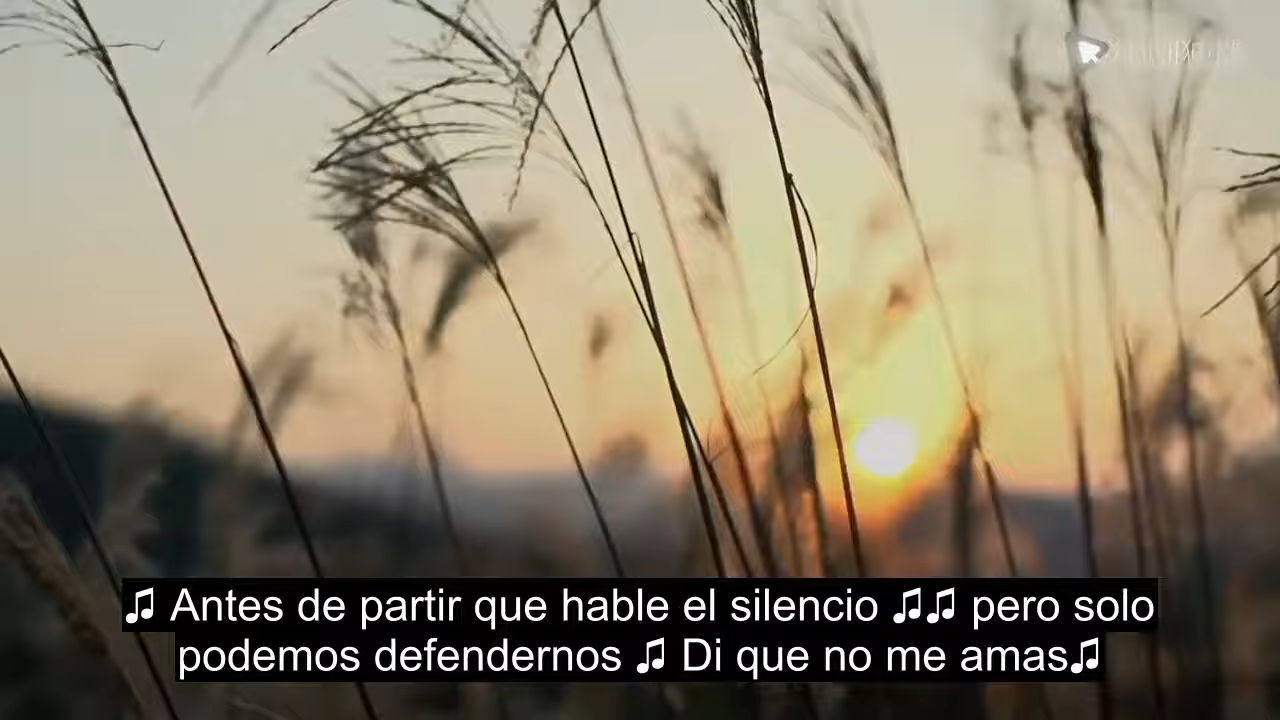 ♫ Antes de partir que hable el silencio ♫♫ pero solo
podemos defendernos ♫ Di que no me amas♫